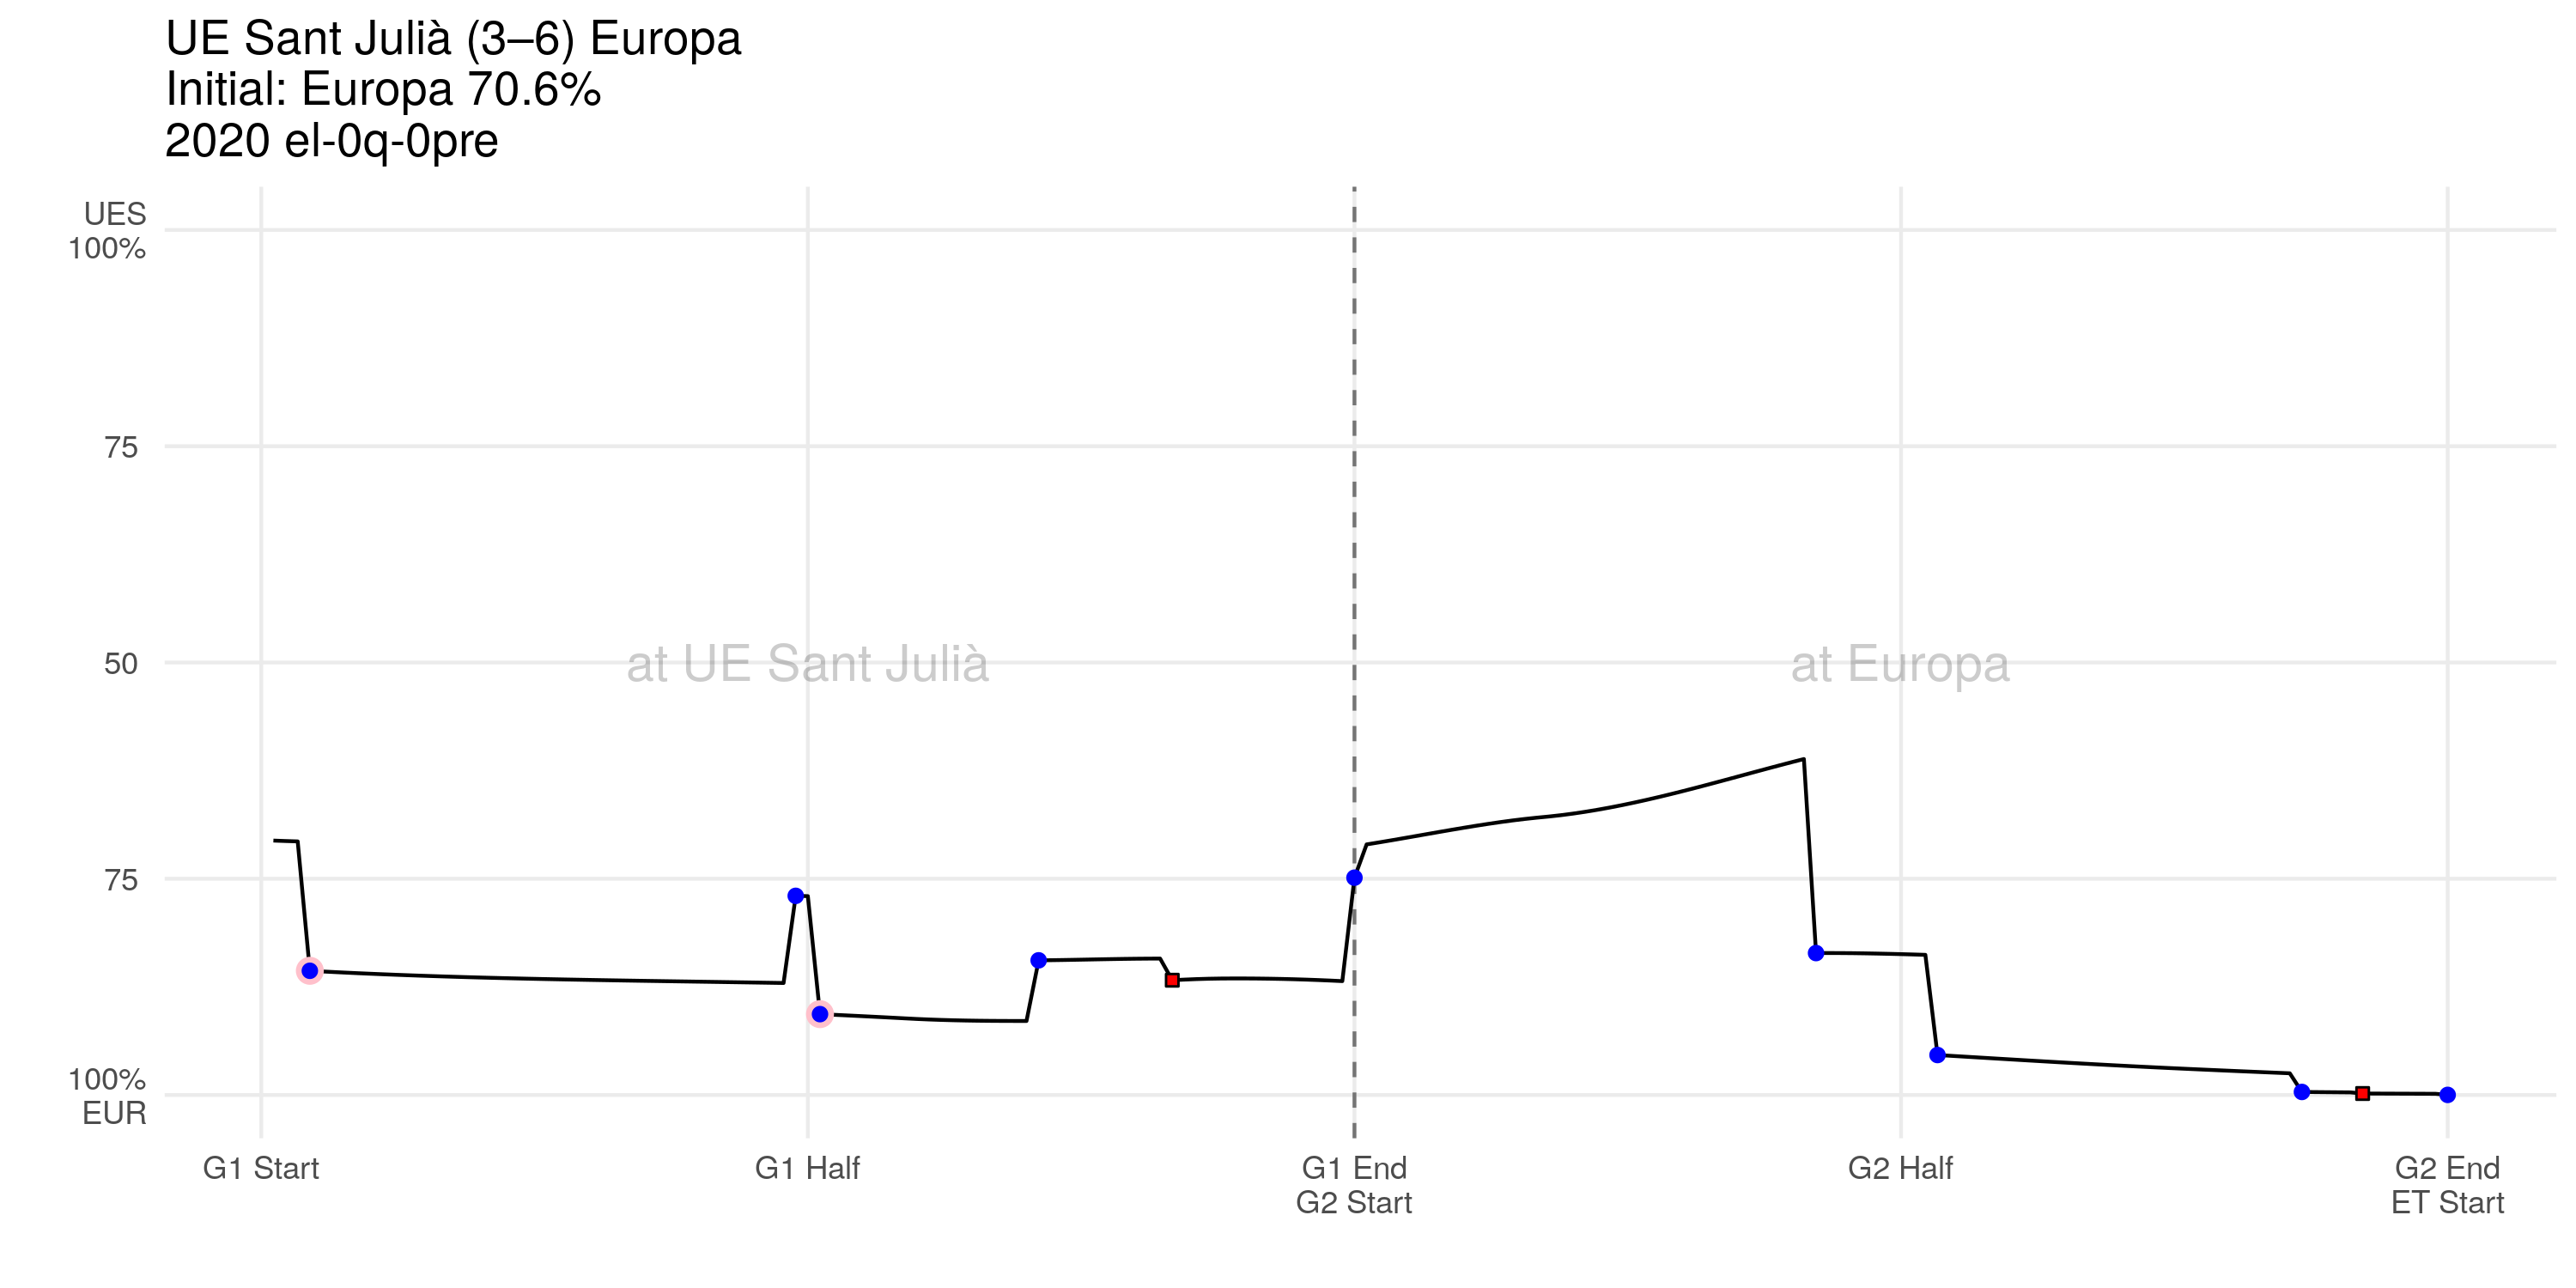 UE Sant Julià (3–6) Europa
Initial: Europa 70.6%
2020 el-0q-0pre
UES
100%
75
50
75
100%
EUR
at UE Sant Julià
at Europa
G1 Start
G1 Half
G1 End
G2 Start
G2 Half
G2 End
ET Start